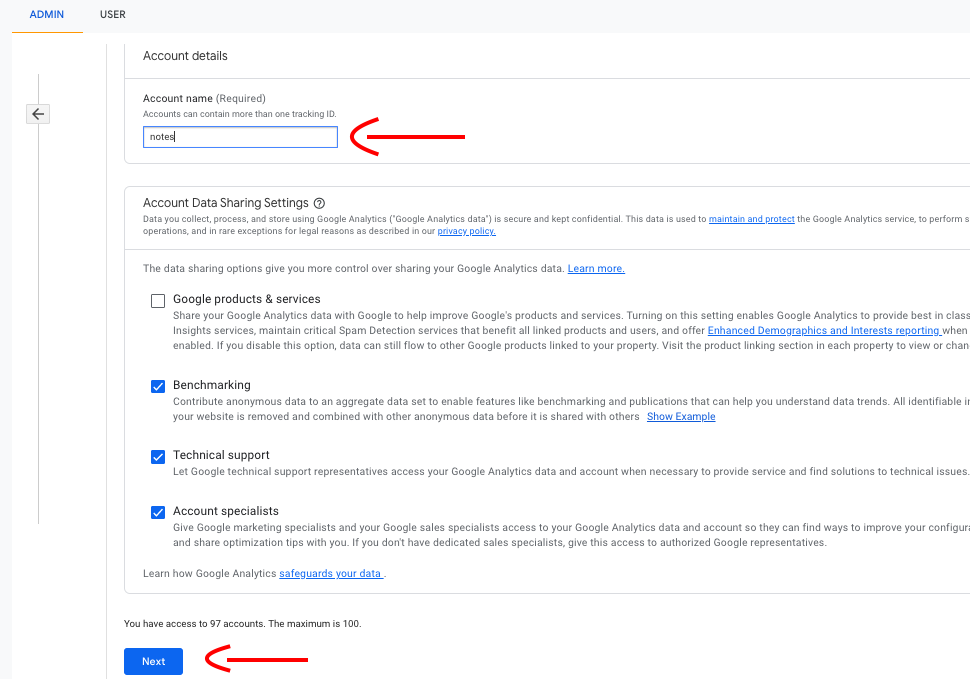 ADMIN USER
Account details
Account name (Required)
Accounts can contain more than one tracking ID.
notes
Account Data Sharing Settings
Data you collect, process, and store using Google Analytics ("Google Analytics data") is secure and kept confidential. This data is used to maintain and protect the Google Analytics service, to perform s
operations, and in rare exceptions for legal reasons as described in our privacy policy.
The data sharing options give you more control over sharing your Google Analytics data. Learn more.
Google products & services
Share your Google Analytics data with Google to help improve Google's products and services. Turning on this setting enables Google Analytics to provide best in class
Insights services, maintain critical Spam Detection services that benefit all linked products and users, and offer Enhanced Demographics and Interests reporting when
enabled. If you disable this option, data can still flow to other Google products linked to your property. Visit the product linking section in each property to view or chan
Benchmarking
Contribute anonymous data to an aggregate data set to enable features like benchmarking and publications that can help you understand data trends. All identifiable in
your website is removed and combined with other anonymous data before it is shared with others Show Example
Technical support
Let Google technical support representatives access your Google Analytics data and account when necessary to provide service and find solutions to technical issues.
Account specialists
Give Google marketing specialists and your Google sales specialists access to your Google Analytics data and account so they can find ways to improve your configura
and share optimization tips with you. If you don't have dedicated sales specialists, give this access to authorized Google representatives.
Learn how Google Analytics safeguards your data .
You have access to 97 accounts. The maximum is 100.
Next